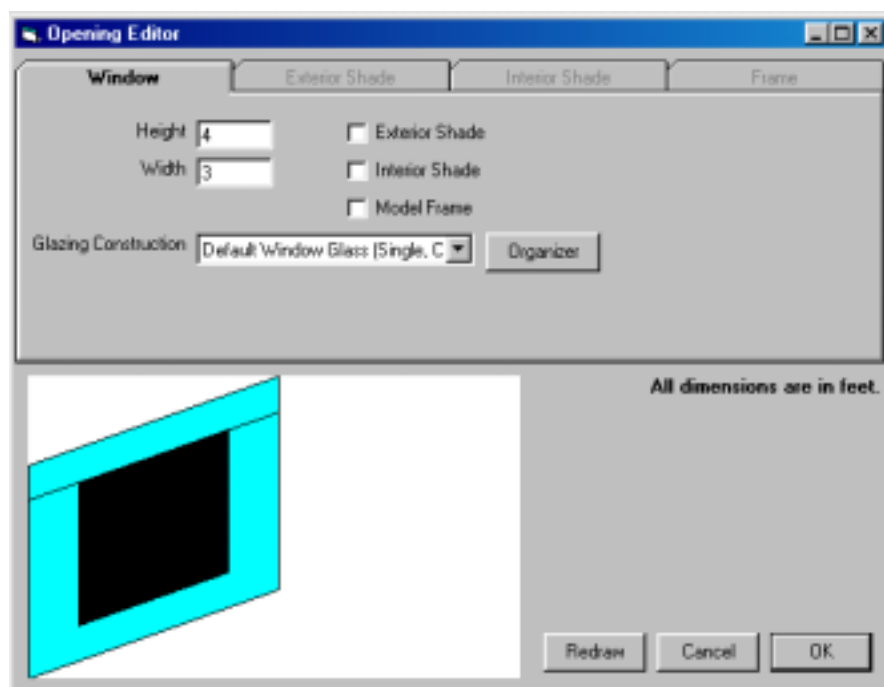 Opening Editor
Window Exterior Shade Interior Shade Frame
Height 4 Exterior Shade
Width 3 Interior Shade
Model Frame
Glazing Construction Default Window Glass (Single, C Organizer
All dimensions are in feet.
Redraw Cancel OK